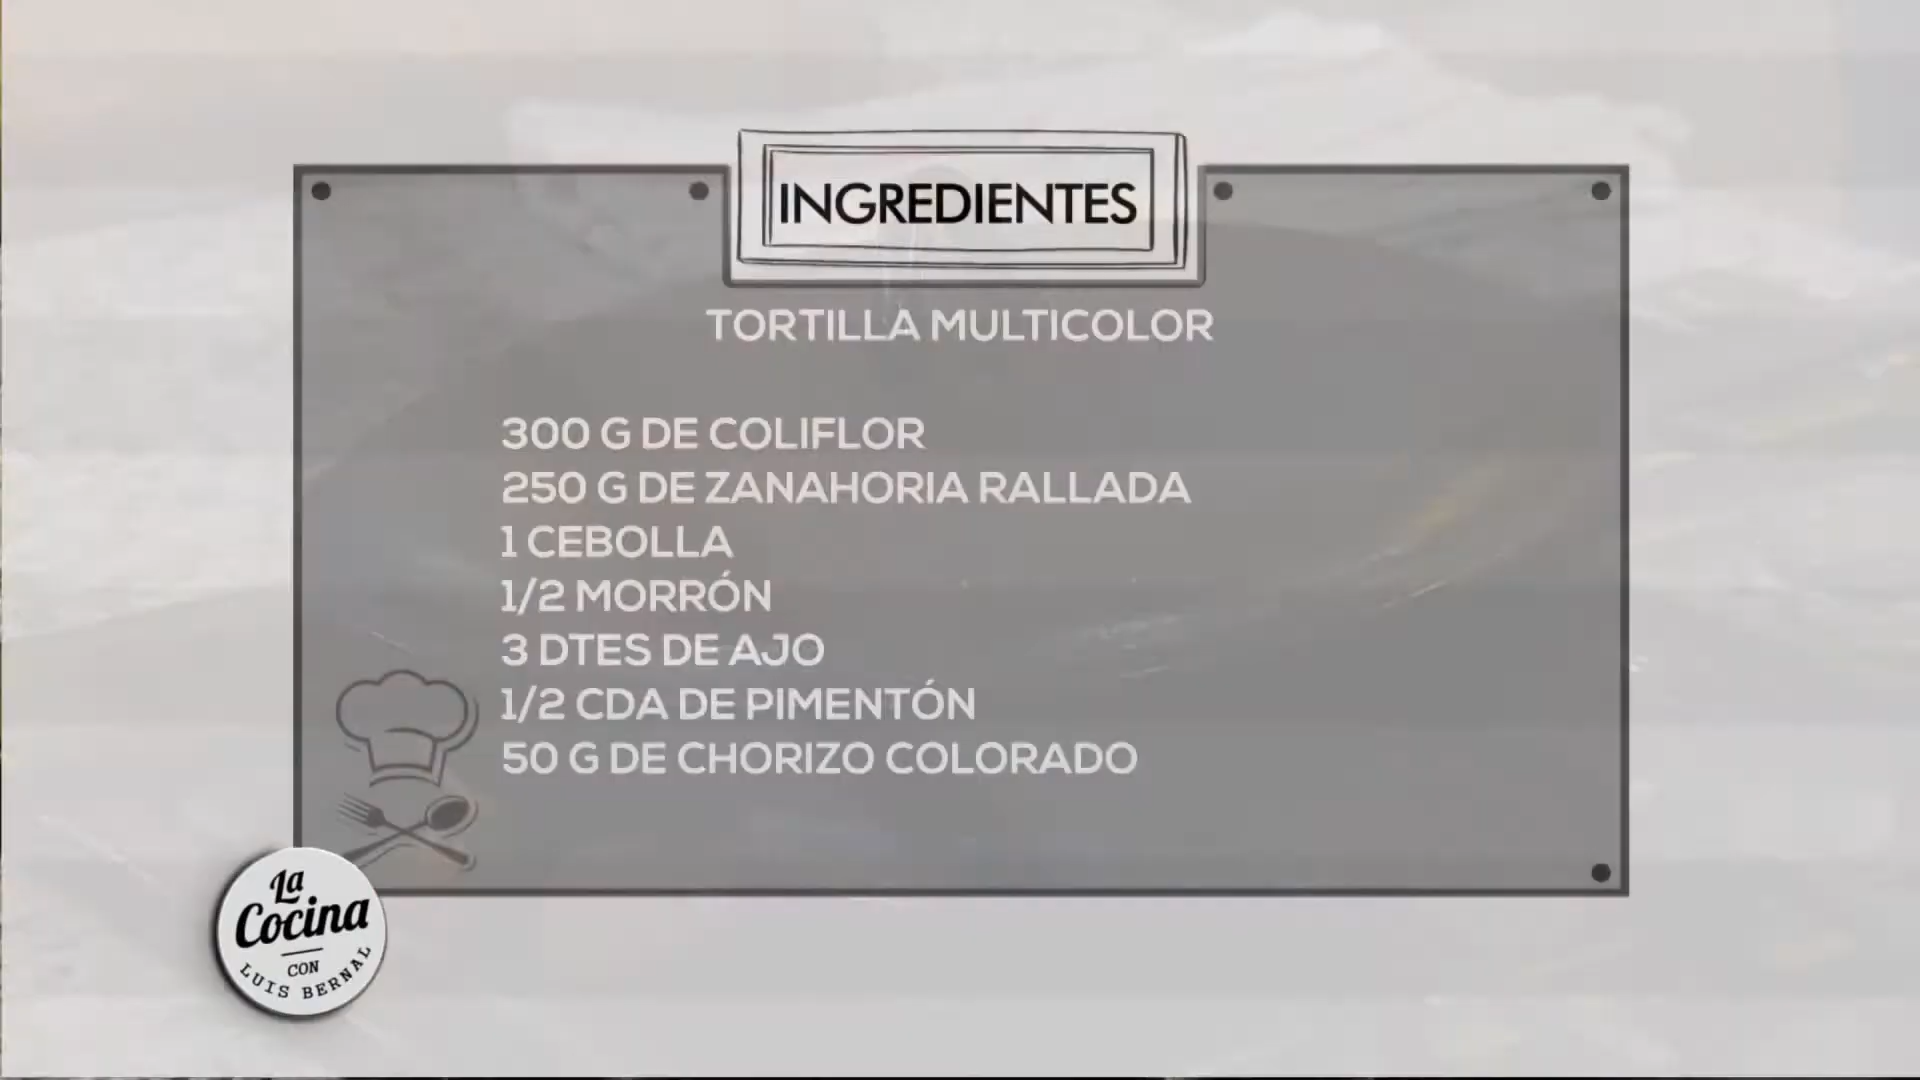 INGREDIENTES
TORTILLA MULTICOLOR
300 G DE COLIFLOR
250 G DE ZANAHORIA RALLADA
1 CEBOLLA
1/2 MORRÓN
3 DTES DE AJO
1/2 CDA DE PIMENTÓN
50 G DE CHORIZO COLORADO
La
Cocina
CON
LUIS BERNAL